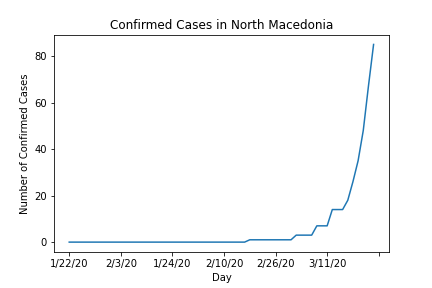 Confirmed Cases in North Macedonia
80
60
40
20
0
Number of Confirmed Cases
1/22/20 2/3/20 1/24/20 2/10/20 2/26/20 3/11/20
Day